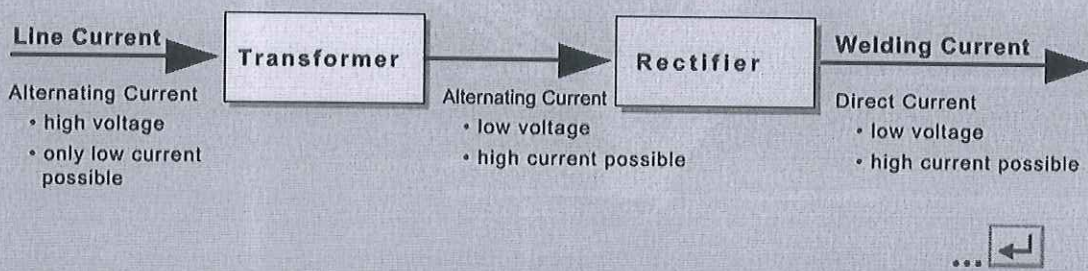 Line Current
Transformer
Rectifier
Welding Current
Alternating Current
• high voltage
• only low current
possible
Alternating Current
• low voltage
• high current possible
Direct Current
• low voltage
• high current possible
...